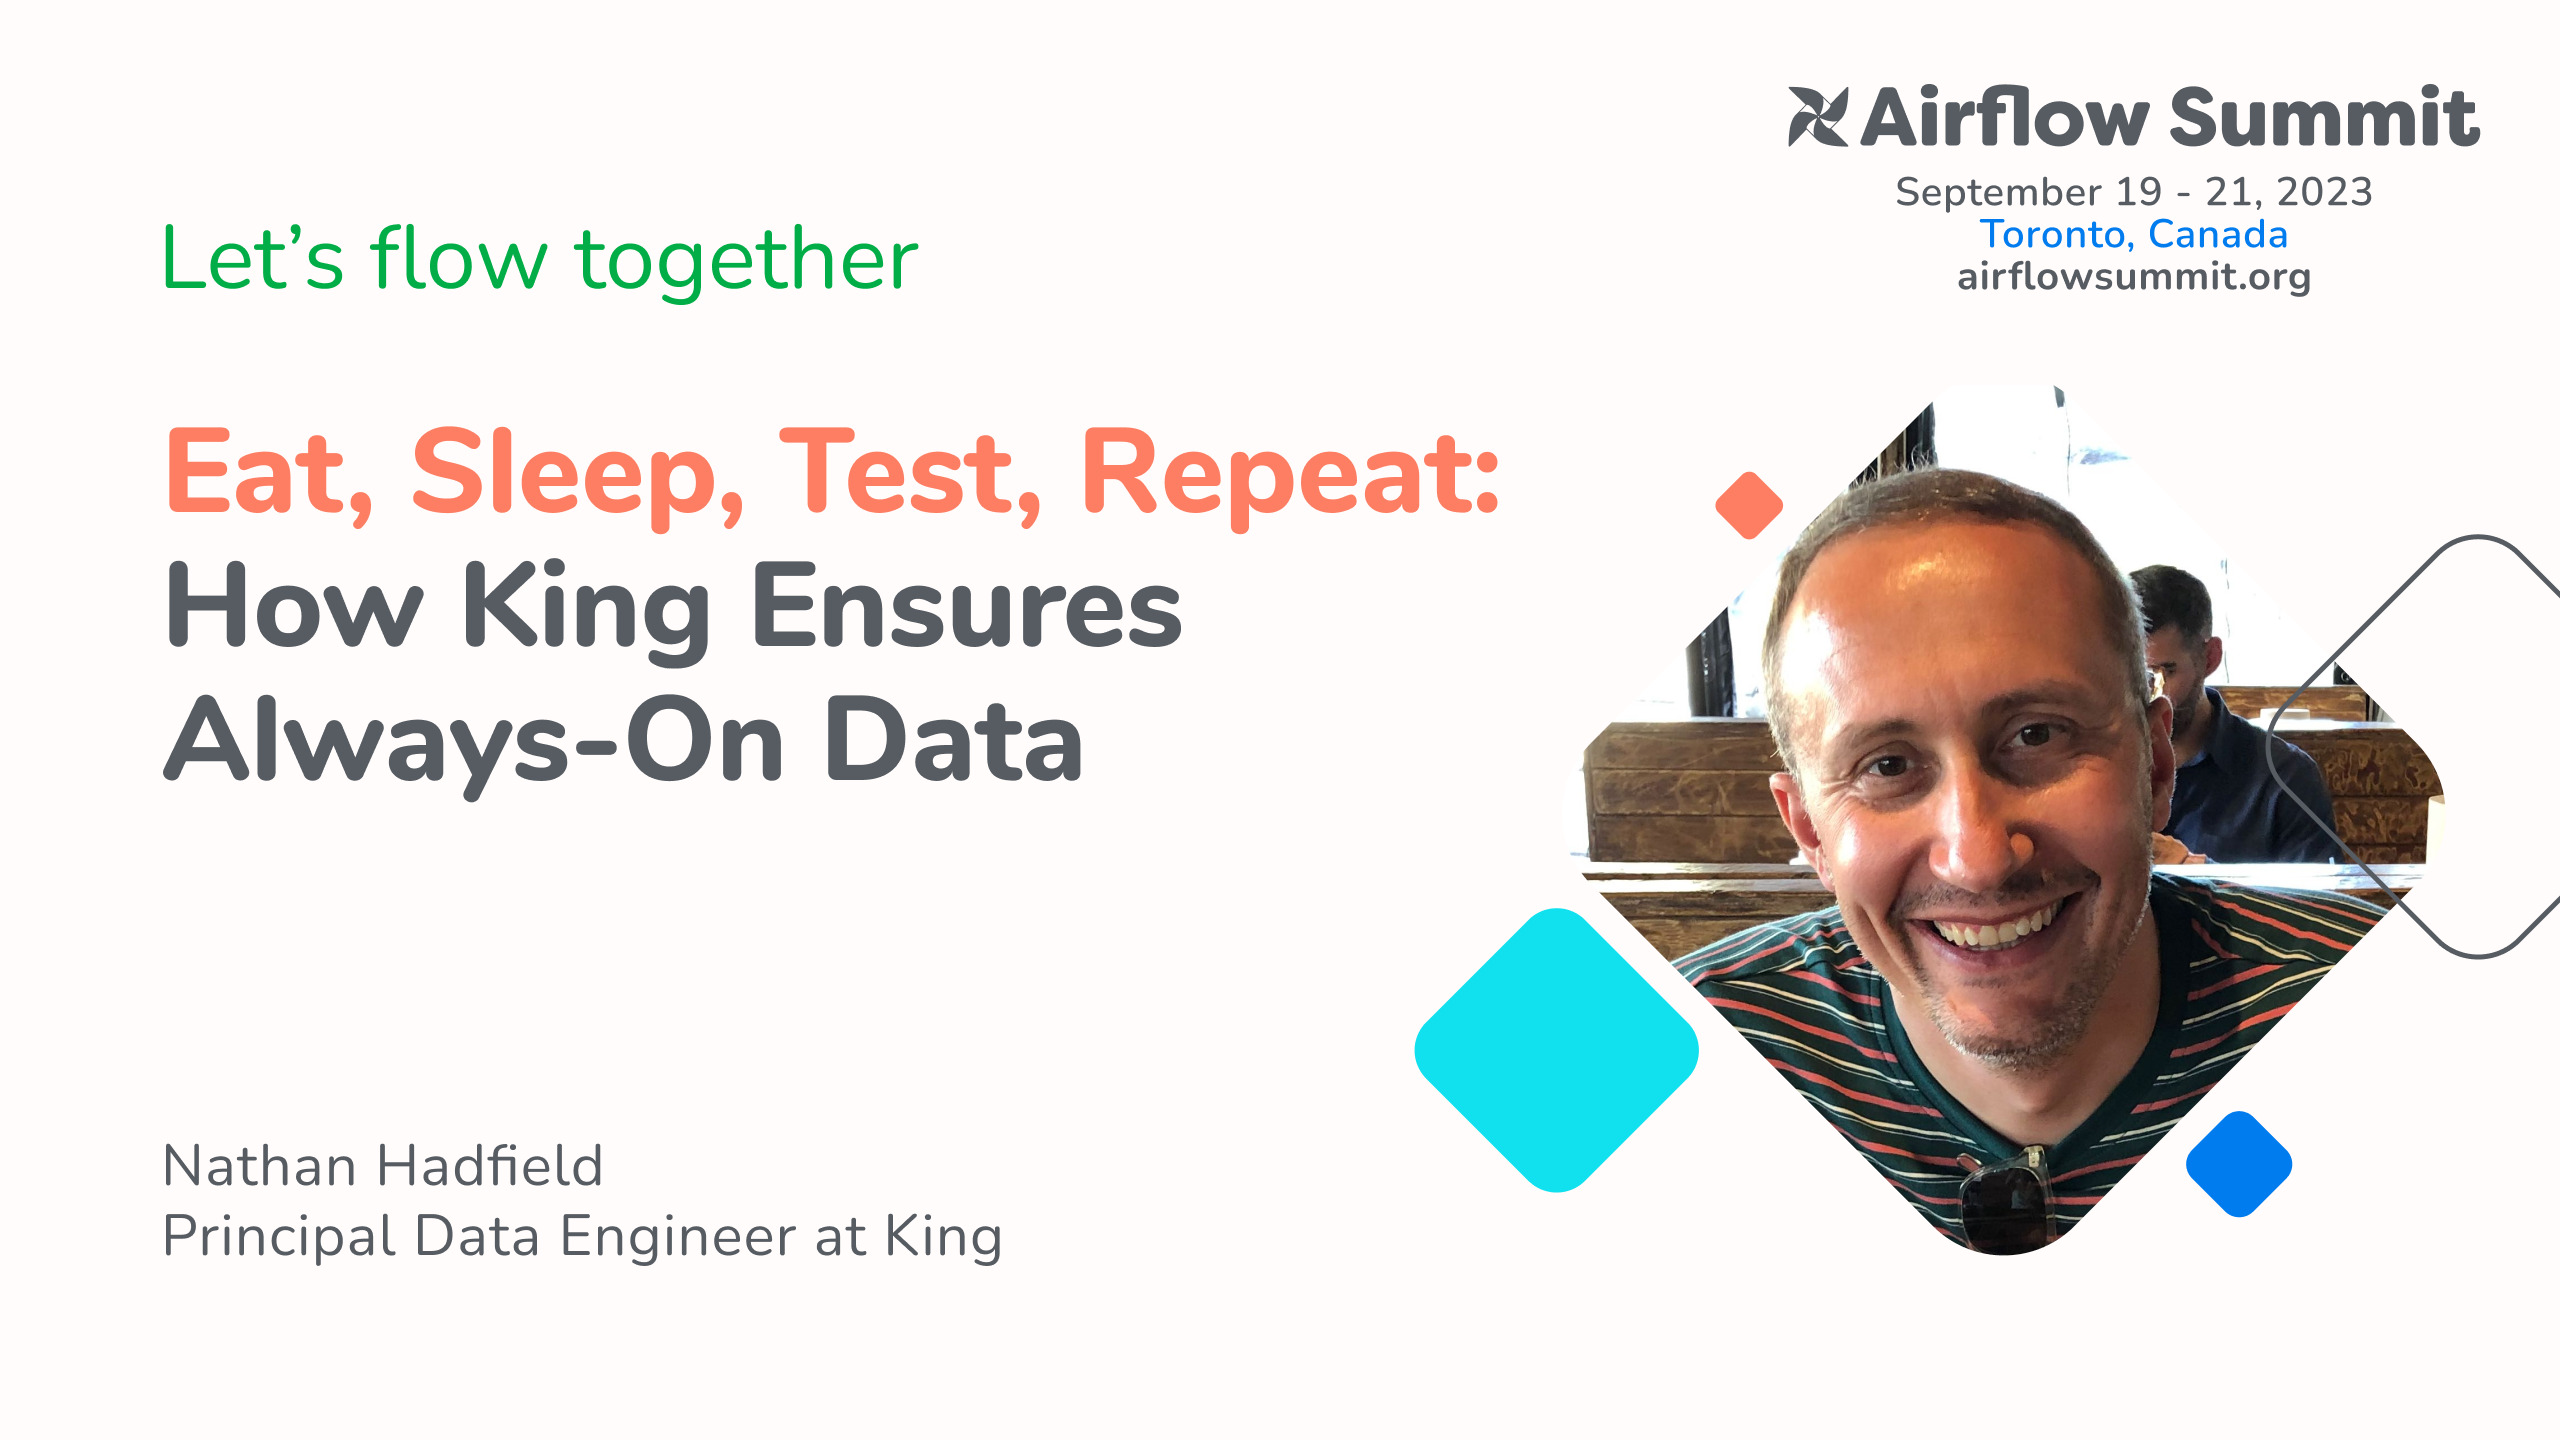 Airflow Summit
September 19 - 21, 2023
Toronto, Canada
airflowsummit.org
Let’s flow together
Eat, Sleep, Test, Repeat:
How King Ensures
Always-On Data
Nathan Hadfield
Principal Data Engineer at King